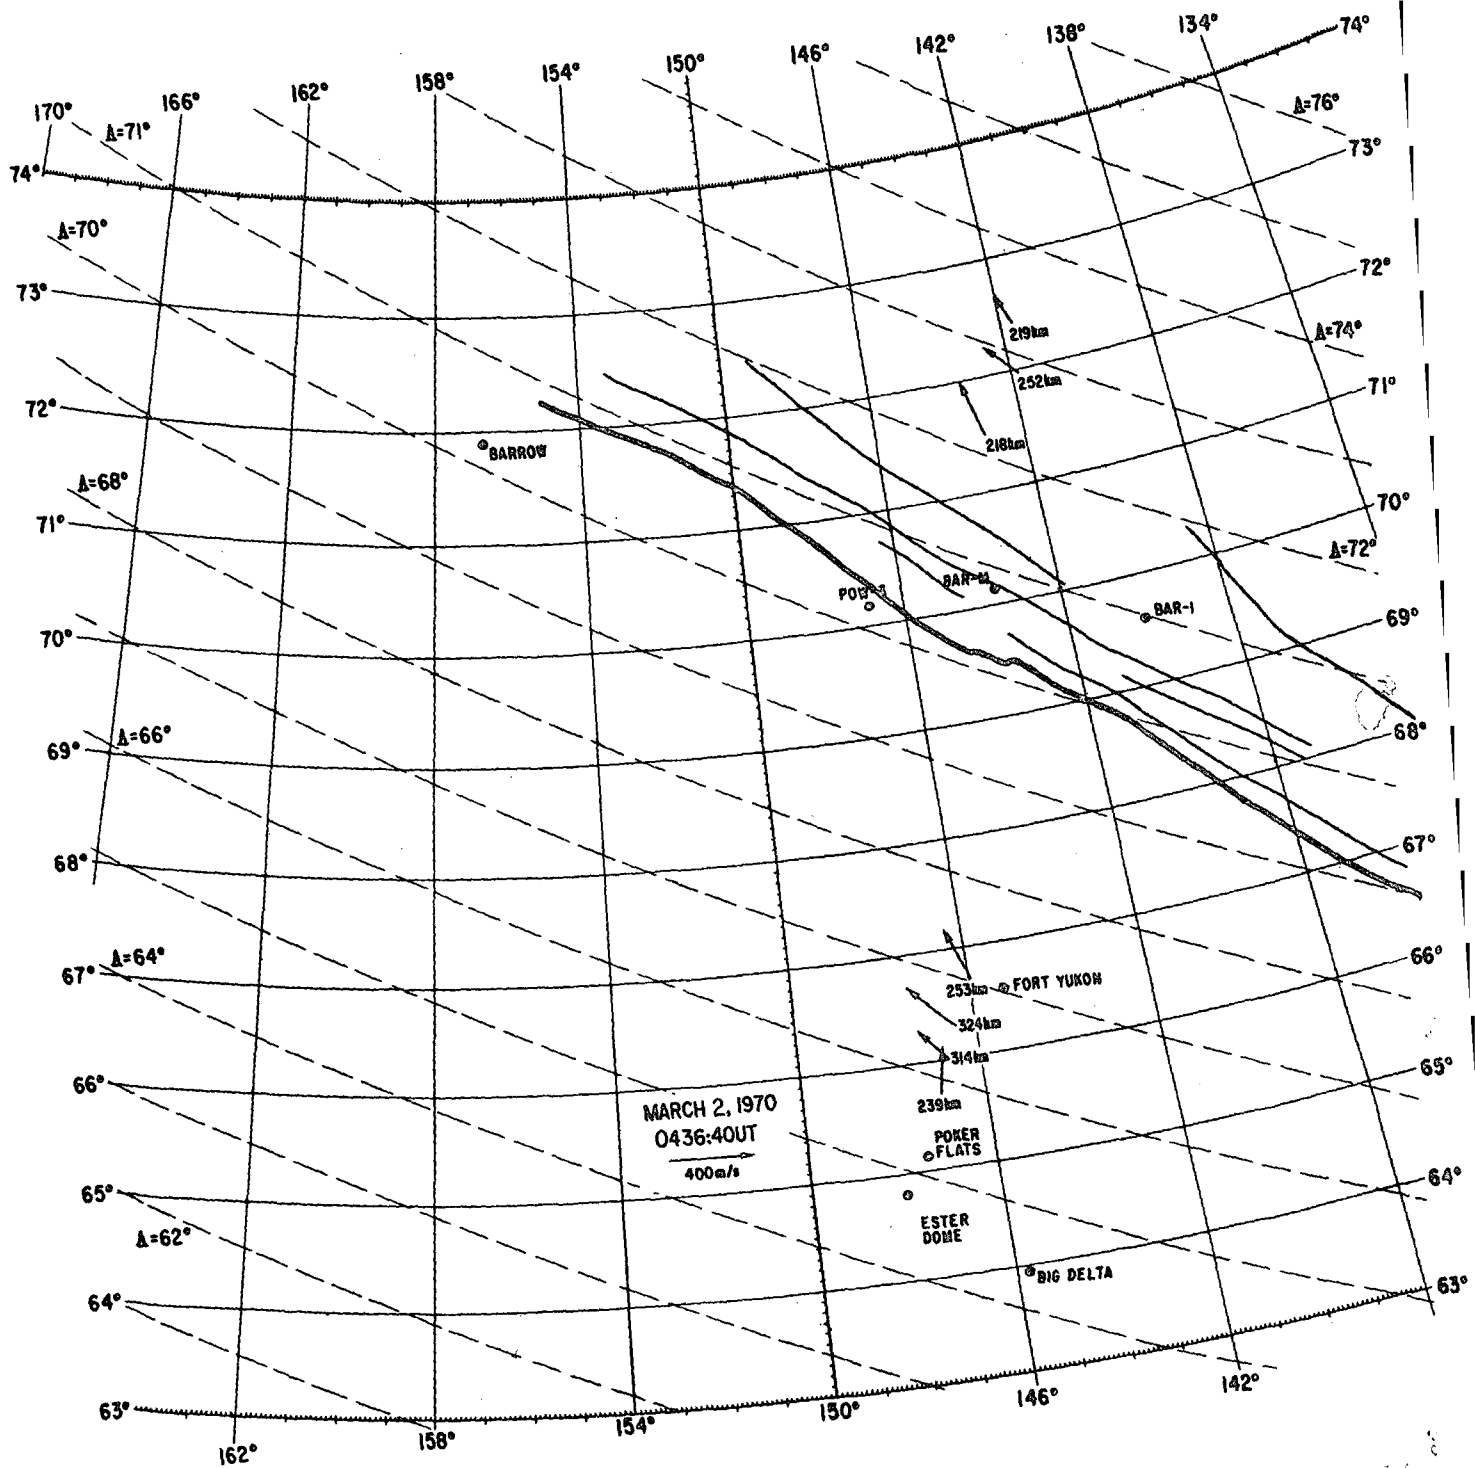 134°
138°
74°
142°
146°
150°
154°
158°
162°
166°
170°
Λ=76°
Λ=71°
73°
74°
Λ=70°
72°
73°
219km
Λ=74°
252km
71°
72°
218km
BARROW
Λ=68°
70°
71°
Λ=72°
BAR-M
POW-3
BAR-1
69°
70°
68°
Λ=66°
69°
67°
68°
Λ=64°
66°
67°
253km FORT YUKON
324km
314km
65°
66°
239km
MARCH 2, 1970
0436:40UT
400m/s
POKER
FLATS
64°
65°
ESTER
DOME
Λ=62°
BIG DELTA
63°
64°
63°
142°
146°
150°
154°
158°
162°